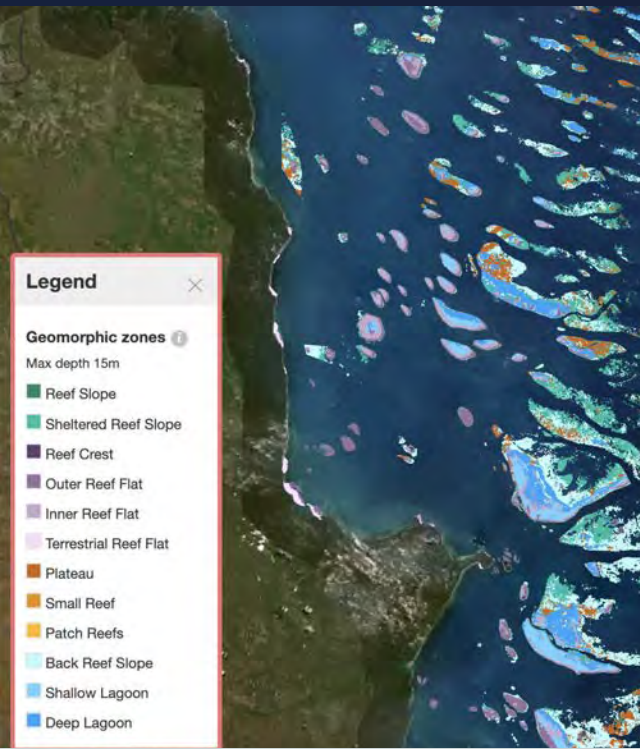 Legend
Geomorphic zones
Max depth 15m
Reef Slope
Sheltered Reef Slope
Reef Crest
Outer Reef Flat
Inner Reef Flat
Terrestrial Reef Flat
Plateau
Small Reef
Patch Reefs
Back Reef Slope
Shallow Lagoon
Deep Lagoon